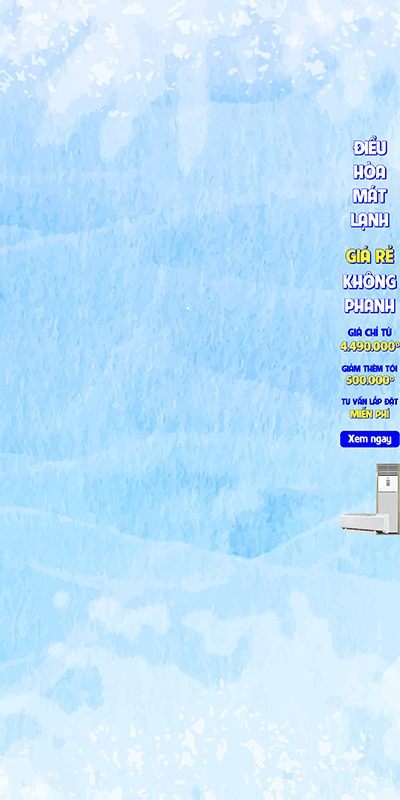 ĐIỀU
HÒA
MÁT
LẠNH
GIÁ RẺ
KHÔNG
PHANH
GIÁ CHỈ TỪ
4.490.000Đ
GIẢM THÊM TỚI
500.000Đ
TƯ VẤN LẮP ĐẶT
MIỄN PHÍ
Xem ngay